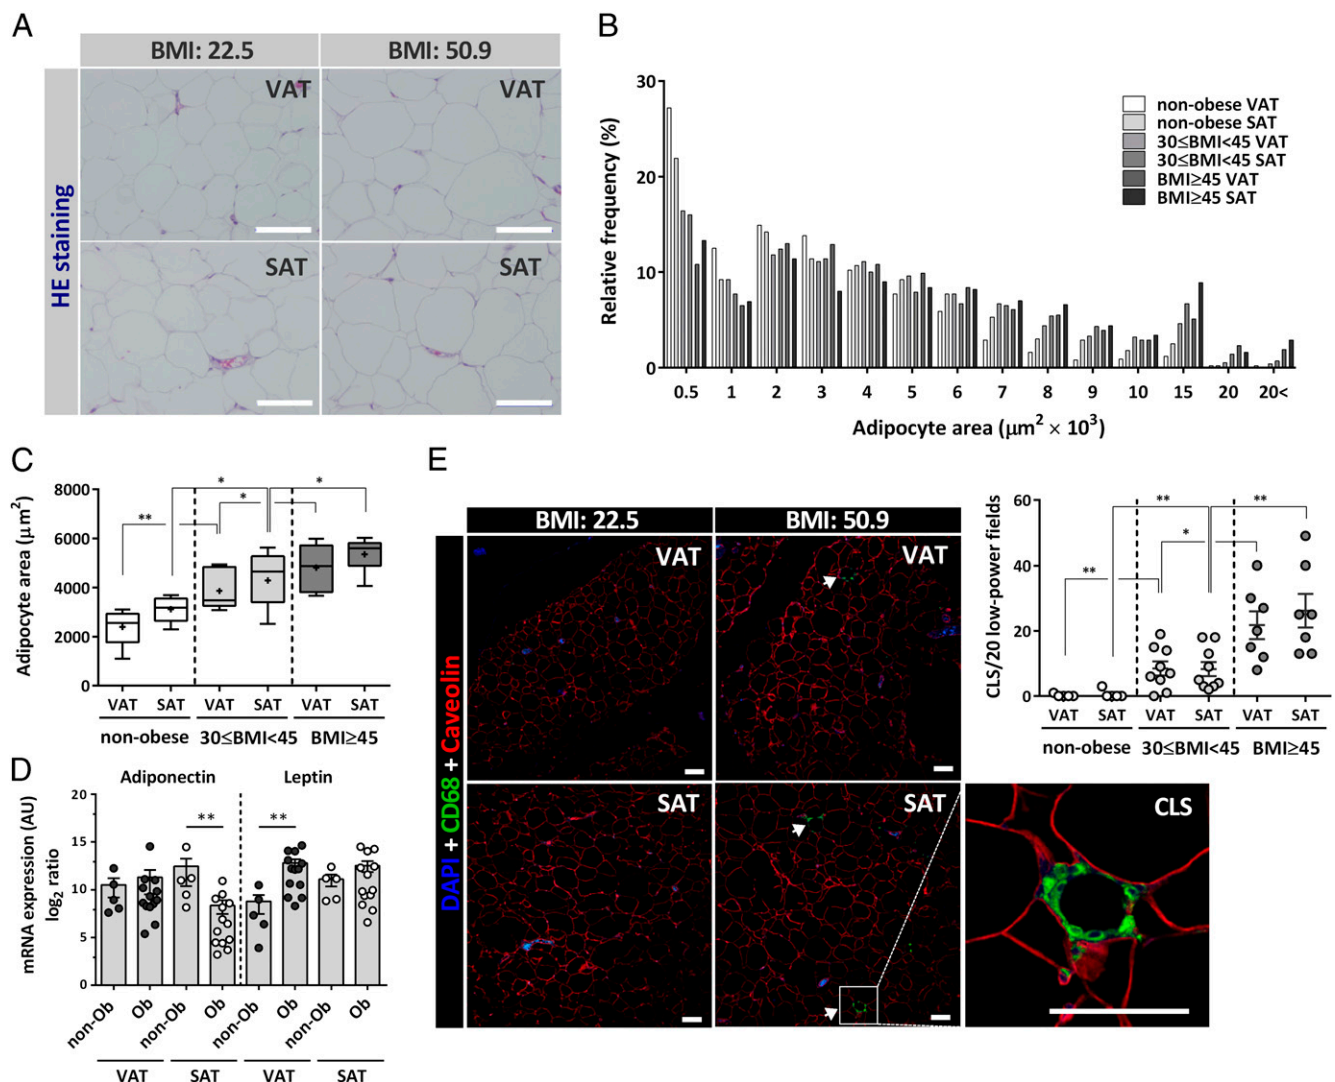 A
BMI: 22.5 BMI: 50.9
HE staining
VAT VAT
SAT SAT
B
Relative frequency (%)
30
20
10
0
non-obese VAT
non-obese SAT
30≤BMI<45 VAT
30≤BMI<45 SAT
BMI≥45 VAT
BMI≥45 SAT
0.5 1 2 3 4 5 6 7 8 9 10 15 20 20<
Adipocyte area (μm² × 10³)
C
Adipocyte area (μm²)
8000
6000
4000
2000
0
** * * *
VAT SAT VAT SAT VAT SAT
non-obese 30≤BMI<45 BMI≥45
D
Adiponectin Leptin
mRNA expression (AU)
log₂ ratio
20
15
10
5
0
** **
non-Ob Ob non-Ob Ob non-Ob Ob non-Ob Ob
VAT SAT VAT SAT
E
BMI: 22.5 BMI: 50.9
DAPI + CD68 + Caveolin
VAT VAT
SAT SAT
CLS
CLS/20 low-power fields
60
40
20
0
** ** * **
VAT SAT VAT SAT VAT SAT
non-obese 30≤BMI<45 BMI≥45